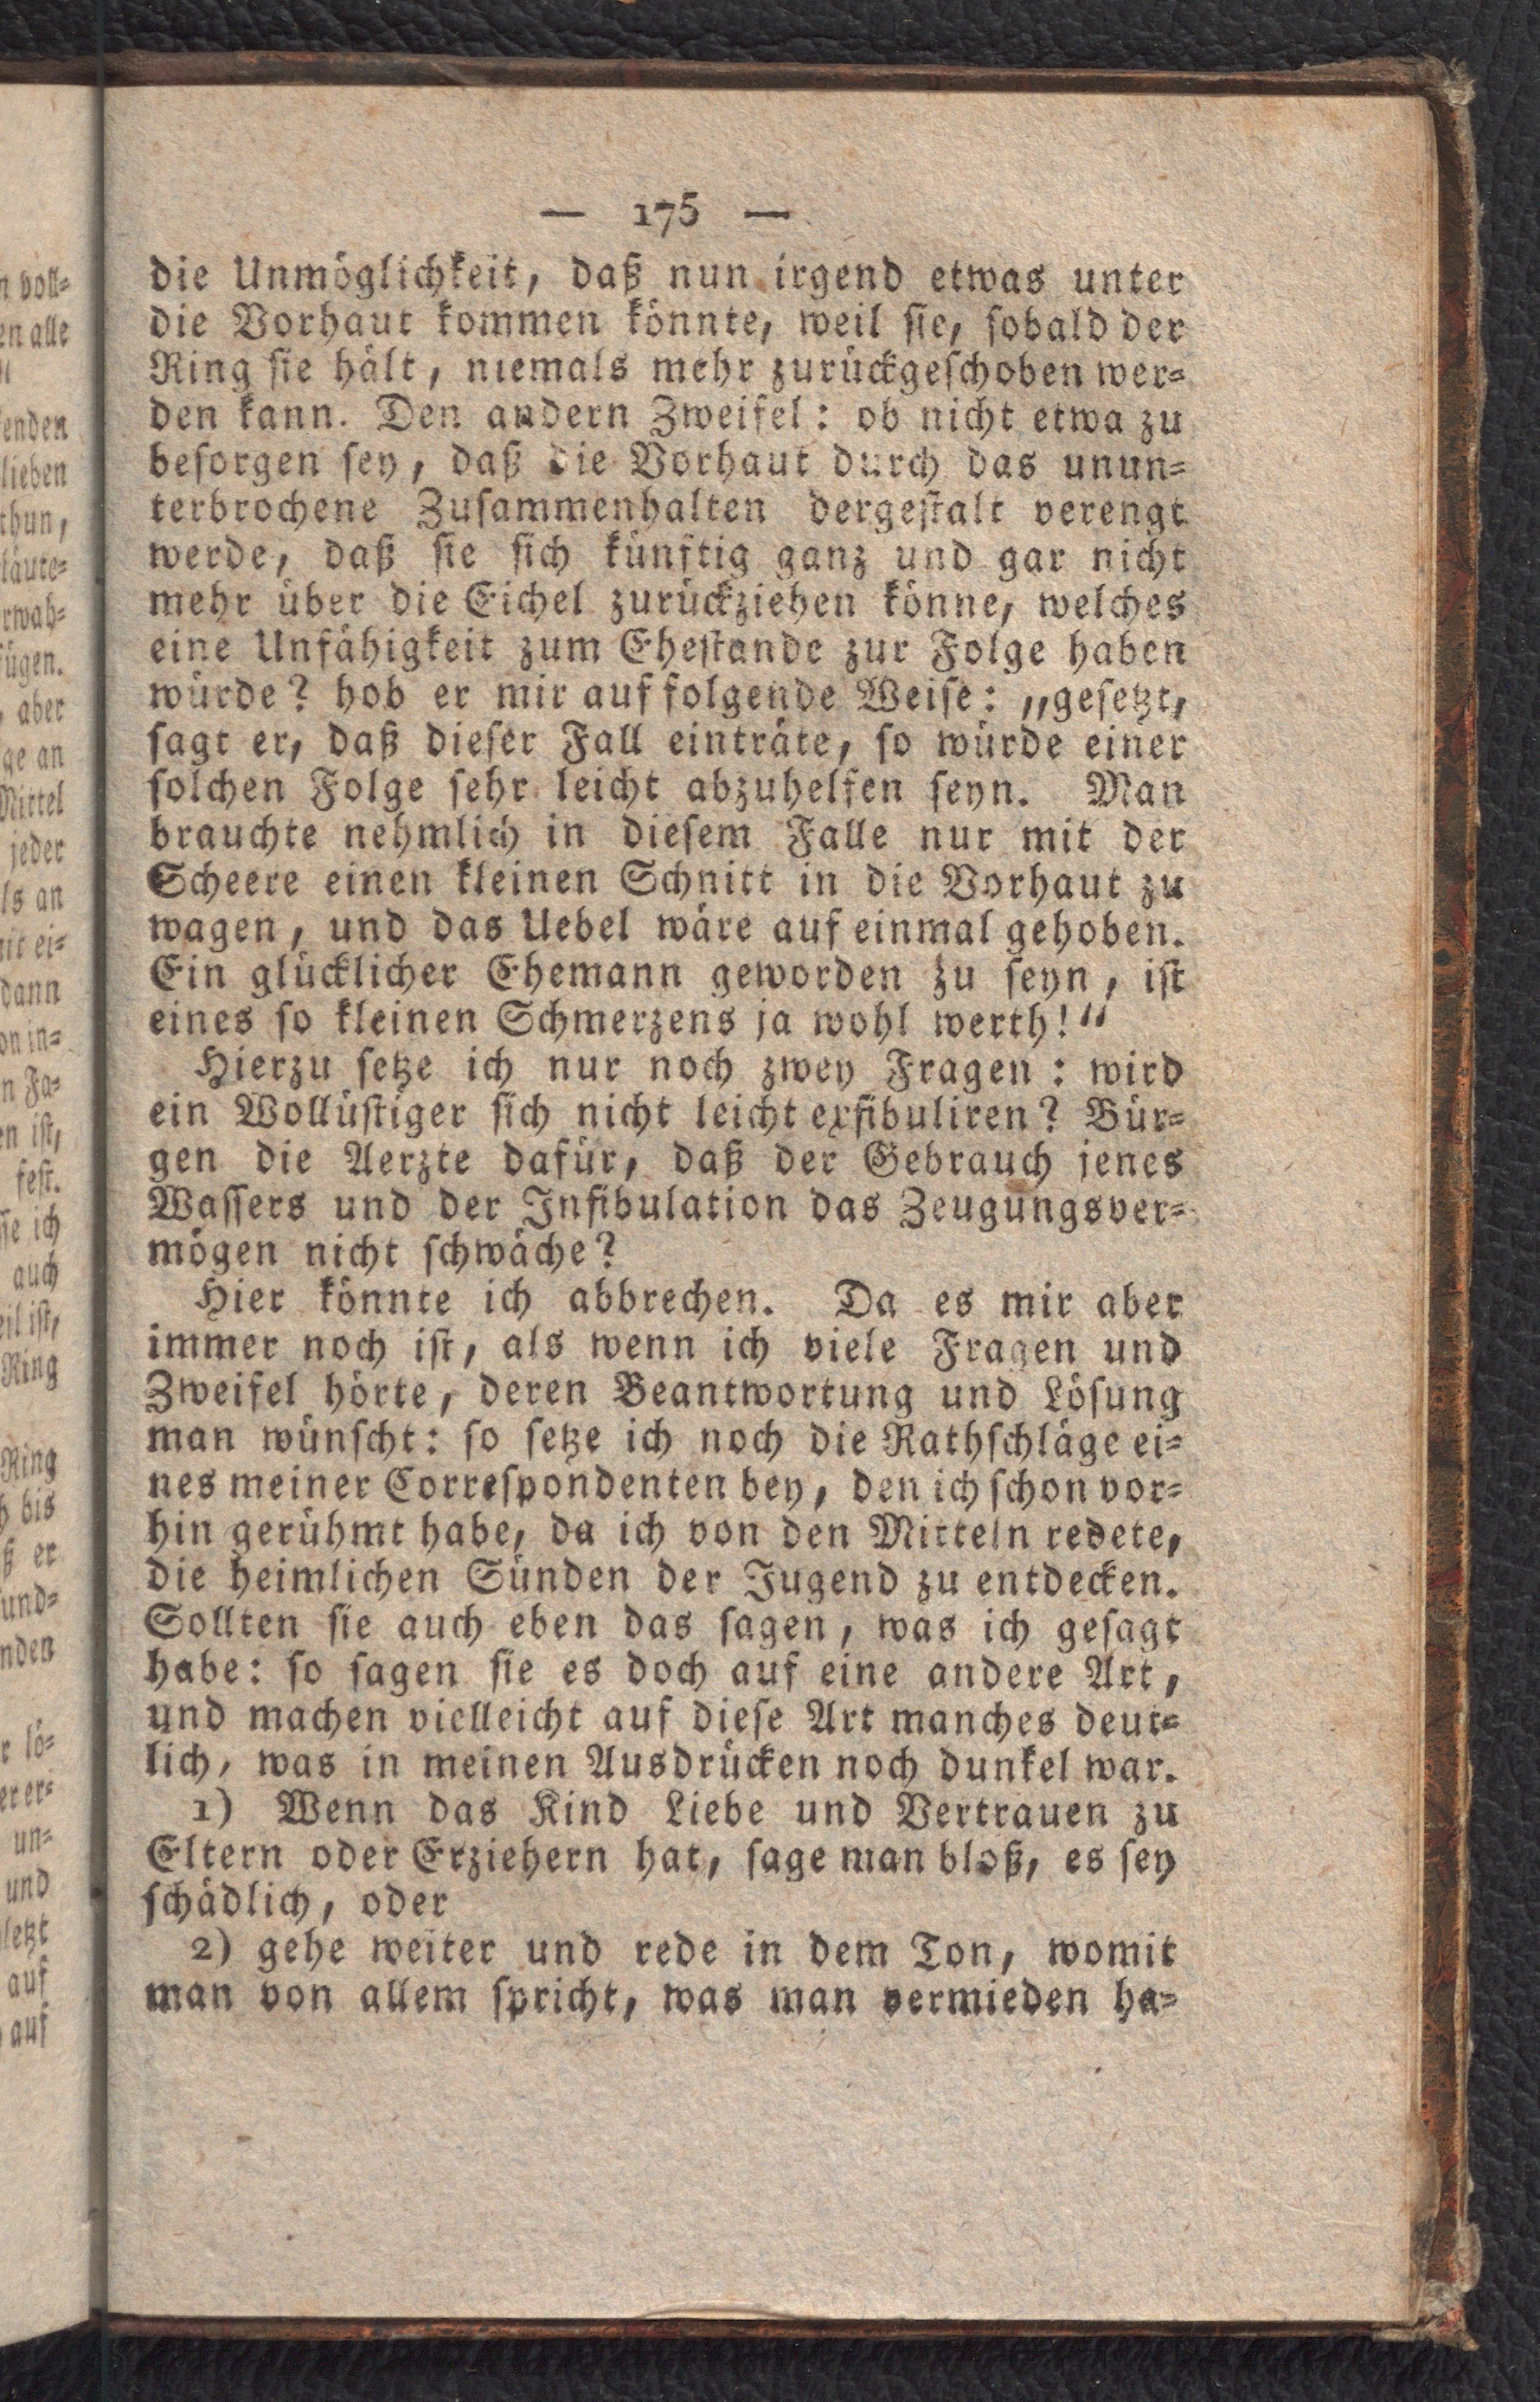 — 175 —
die Unmöglichkeit, daß nun irgend etwas unter
die Vorhaut kommen könnte, weil sie, sobald der
Ring sie hält, niemals mehr zurückgeschoben wer=
den kann. Den andern Zweifel: ob nicht etwa zu
besorgen sey, daß die Vorhaut durch das unun=
terbrochene Zusammenhalten dergestalt verengt
werde, daß sie sich künftig ganz und gar nicht
mehr über die Eichel zurückziehen könne, welches
eine Unfähigkeit zum Ehestande zur Folge haben
würde? hob er mir auf folgende Weise: „gesetzt,
sagt er, daß dieser Fall einträte, so würde einer
solchen Folge sehr leicht abzuhelfen seyn. Man
brauchte nehmlich in diesem Falle nur mit der
Scheere einen kleinen Schnitt in die Vorhaut zu
wagen, und das Uebel wäre auf einmal gehoben.
Ein glücklicher Ehemann geworden zu seyn, ist
eines so kleinen Schmerzens ja wohl werth!“
Hierzu setze ich nur noch zwey Fragen: wird
ein Wollüstiger sich nicht leicht exfibuliren? Bür=
gen die Aerzte dafür, daß der Gebrauch jenes
Wassers und der Infibulation das Zeugungsver=
mögen nicht schwäche?
Hier könnte ich abbrechen. Da es mir aber
immer noch ist, als wenn ich viele Fragen und
Zweifel hörte, deren Beantwortung und Lösung
man wünscht: so setze ich noch die Rathschläge ei=
nes meiner Correspondenten bey, den ich schon vor=
hin gerühmt habe, da ich von den Mitteln redete,
die heimlichen Sünden der Jugend zu entdecken.
Sollten sie auch eben das sagen, was ich gesagt
habe: so sagen sie es doch auf eine andere Art,
und machen vielleicht auf diese Art manches deut=
lich, was in meinen Ausdrücken noch dunkel war.
1) Wenn das Kind Liebe und Vertrauen zu
Eltern oder Erziehern hat, sage man bloß, es sey
schädlich, oder
2) gehe weiter und rede in dem Ton, womit
man von allem spricht, was man vermieden ha=